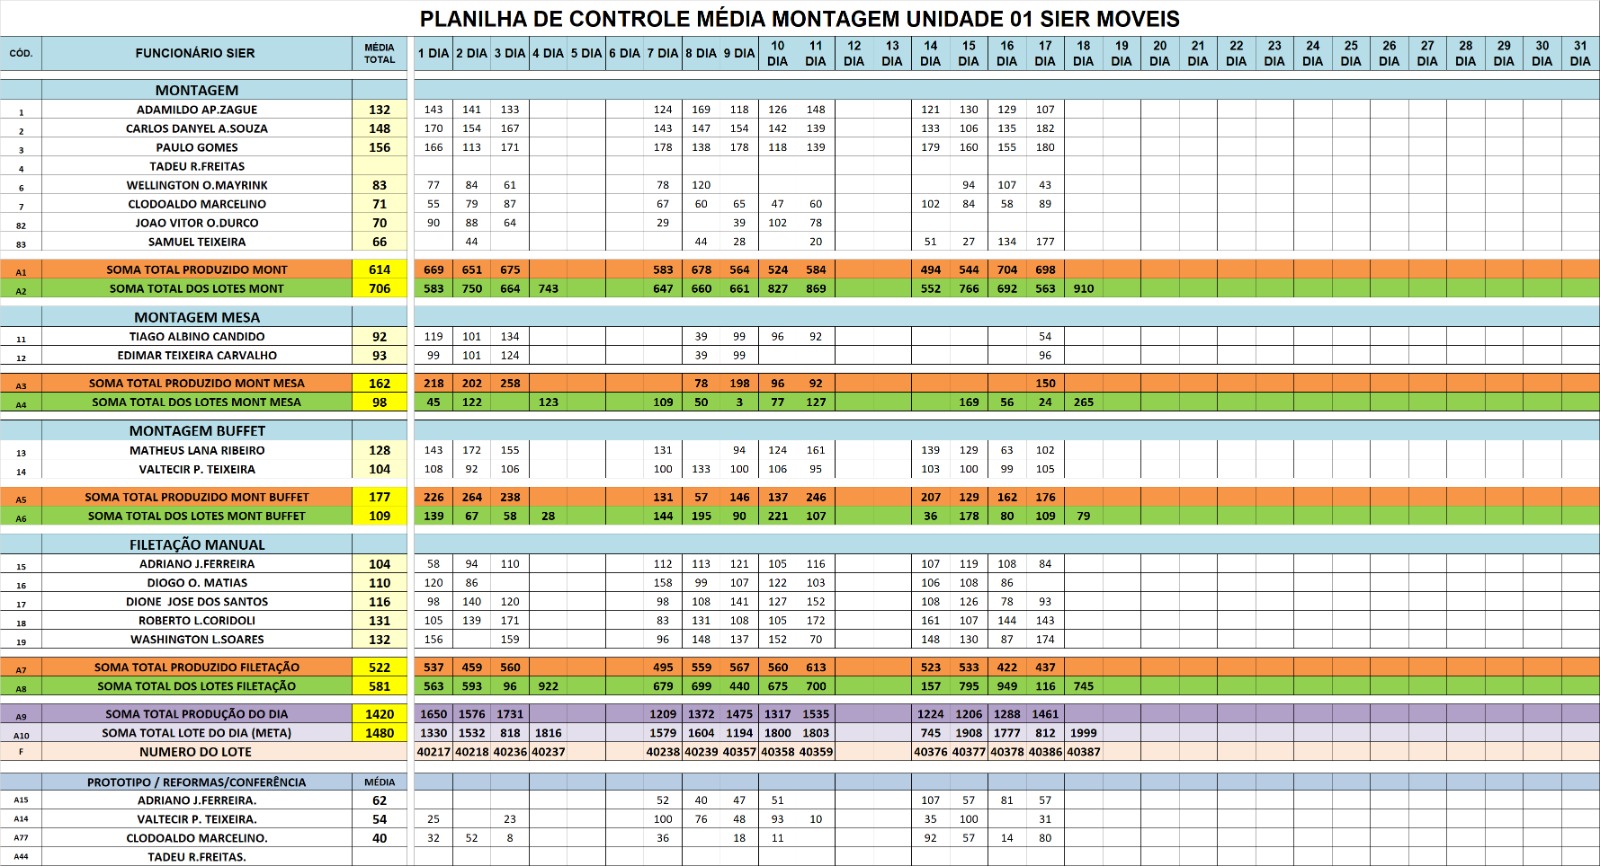 PLANILHA DE CONTROLE MÉDIA MONTAGEM UNIDADE 01 SIER MOVEIS
CÓD. FUNCIONÁRIO SIER MÉDIA TOTAL 1 DIA 2 DIA 3 DIA 4 DIA 5 DIA 6 DIA 7 DIA 8 DIA 9 DIA 10 DIA 11 DIA 12 DIA 13 DIA 14 DIA 15 DIA 16 DIA 17 DIA 18 DIA 19 DIA 20 DIA 21 DIA 22 DIA 23 DIA 24 DIA 25 DIA 26 DIA 27 DIA 28 DIA 29 DIA 30 DIA 31 DIA
MONTAGEM
1 ADAMILDO AP.ZAGUE 132 143 141 133 124 169 118 126 148 121 130 129 107
2 CARLOS DANYEL A.SOUZA 148 170 154 167 143 147 154 142 139 133 106 135 182
3 PAULO GOMES 156 166 113 171 178 138 178 118 139 179 160 155 180
4 TADEU R.FREITAS
6 WELLINGTON O.MAYRINK 83 77 84 61 78 120 94 107 43
7 CLODOALDO MARCELINO 71 55 79 87 67 60 65 47 60 102 84 58 89
82 JOAO VITOR O.DURCO 70 90 88 64 29 39 102 78
83 SAMUEL TEIXEIRA 66 44 44 28 20 51 27 134 177
A1 SOMA TOTAL PRODUZIDO MONT 614 669 651 675 583 678 564 524 584 494 544 704 698
A2 SOMA TOTAL DOS LOTES MONT 706 583 750 664 743 647 660 661 827 869 552 766 692 563 910
MONTAGEM MESA
11 TIAGO ALBINO CANDIDO 92 119 101 134 39 99 96 92 54
12 EDIMAR TEIXEIRA CARVALHO 93 99 101 124 39 99 96
A3 SOMA TOTAL PRODUZIDO MONT MESA 162 218 202 258 78 198 96 92 150
A4 SOMA TOTAL DOS LOTES MONT MESA 98 45 122 123 109 50 3 77 127 169 56 24 265
MONTAGEM BUFFET
13 MATHEUS LANA RIBEIRO 128 143 172 155 131 94 124 161 139 129 63 102
14 VALTECIR P. TEIXEIRA 104 108 92 106 100 133 100 106 95 103 100 99 105
A5 SOMA TOTAL PRODUZIDO MONT BUFFET 177 226 264 238 131 57 146 137 246 207 129 162 176
A6 SOMA TOTAL DOS LOTES MONT BUFFET 109 139 67 58 28 144 195 90 221 107 36 178 80 109 79
FILETAÇÃO MANUAL
15 ADRIANO J.FERREIRA 104 58 94 110 112 113 121 105 116 107 119 108 84
16 DIOGO O. MATIAS 110 120 86 158 99 107 122 103 106 108 86
17 DIONE JOSE DOS SANTOS 116 98 140 120 98 108 141 127 152 108 126 78 93
18 ROBERTO L.CORIDOLI 131 105 139 171 83 131 108 105 172 161 107 144 143
19 WASHINGTON L.SOARES 132 156 159 96 148 137 152 70 148 130 87 174
A7 SOMA TOTAL PRODUZIDO FILETAÇÃO 522 537 459 560 495 559 567 560 613 523 533 422 437
A8 SOMA TOTAL DOS LOTES FILETAÇÃO 581 563 593 96 922 679 699 440 675 700 157 795 949 116 745
A9 SOMA TOTAL PRODUÇÃO DO DIA 1420 1650 1576 1731 1209 1372 1475 1317 1535 1224 1206 1288 1461
A10 SOMA TOTAL LOTE DO DIA (META) 1480 1330 1532 818 1816 1579 1604 1194 1800 1803 745 1908 1777 812 1999
F NUMERO DO LOTE 40217 40218 40236 40237 40238 40239 40357 40358 40359 40376 40377 40378 40386 40387
PROTOTIPO / REFORMAS/CONFERÊNCIA MÉDIA
A15 ADRIANO J.FERREIRA. 62 52 40 47 51 107 57 81 57
A14 VALTECIR P. TEIXEIRA. 54 25 23 100 76 48 93 10 35 100 31
A77 CLODOALDO MARCELINO. 40 32 52 8 36 18 11 92 57 14 80
A44 TADEU R.FREITAS.